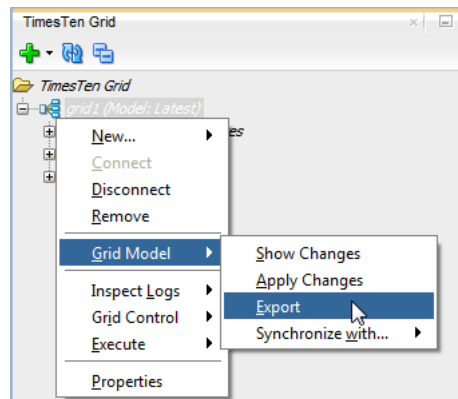 TimesTen Grid
TimesTen Grid
grid1 (Model: Latest)
es
New...
Connect
Disconnect
Remove
Grid Model
Inspect Logs
Grid Control
Execute
Properties
Show Changes
Apply Changes
Export
Synchronize with...